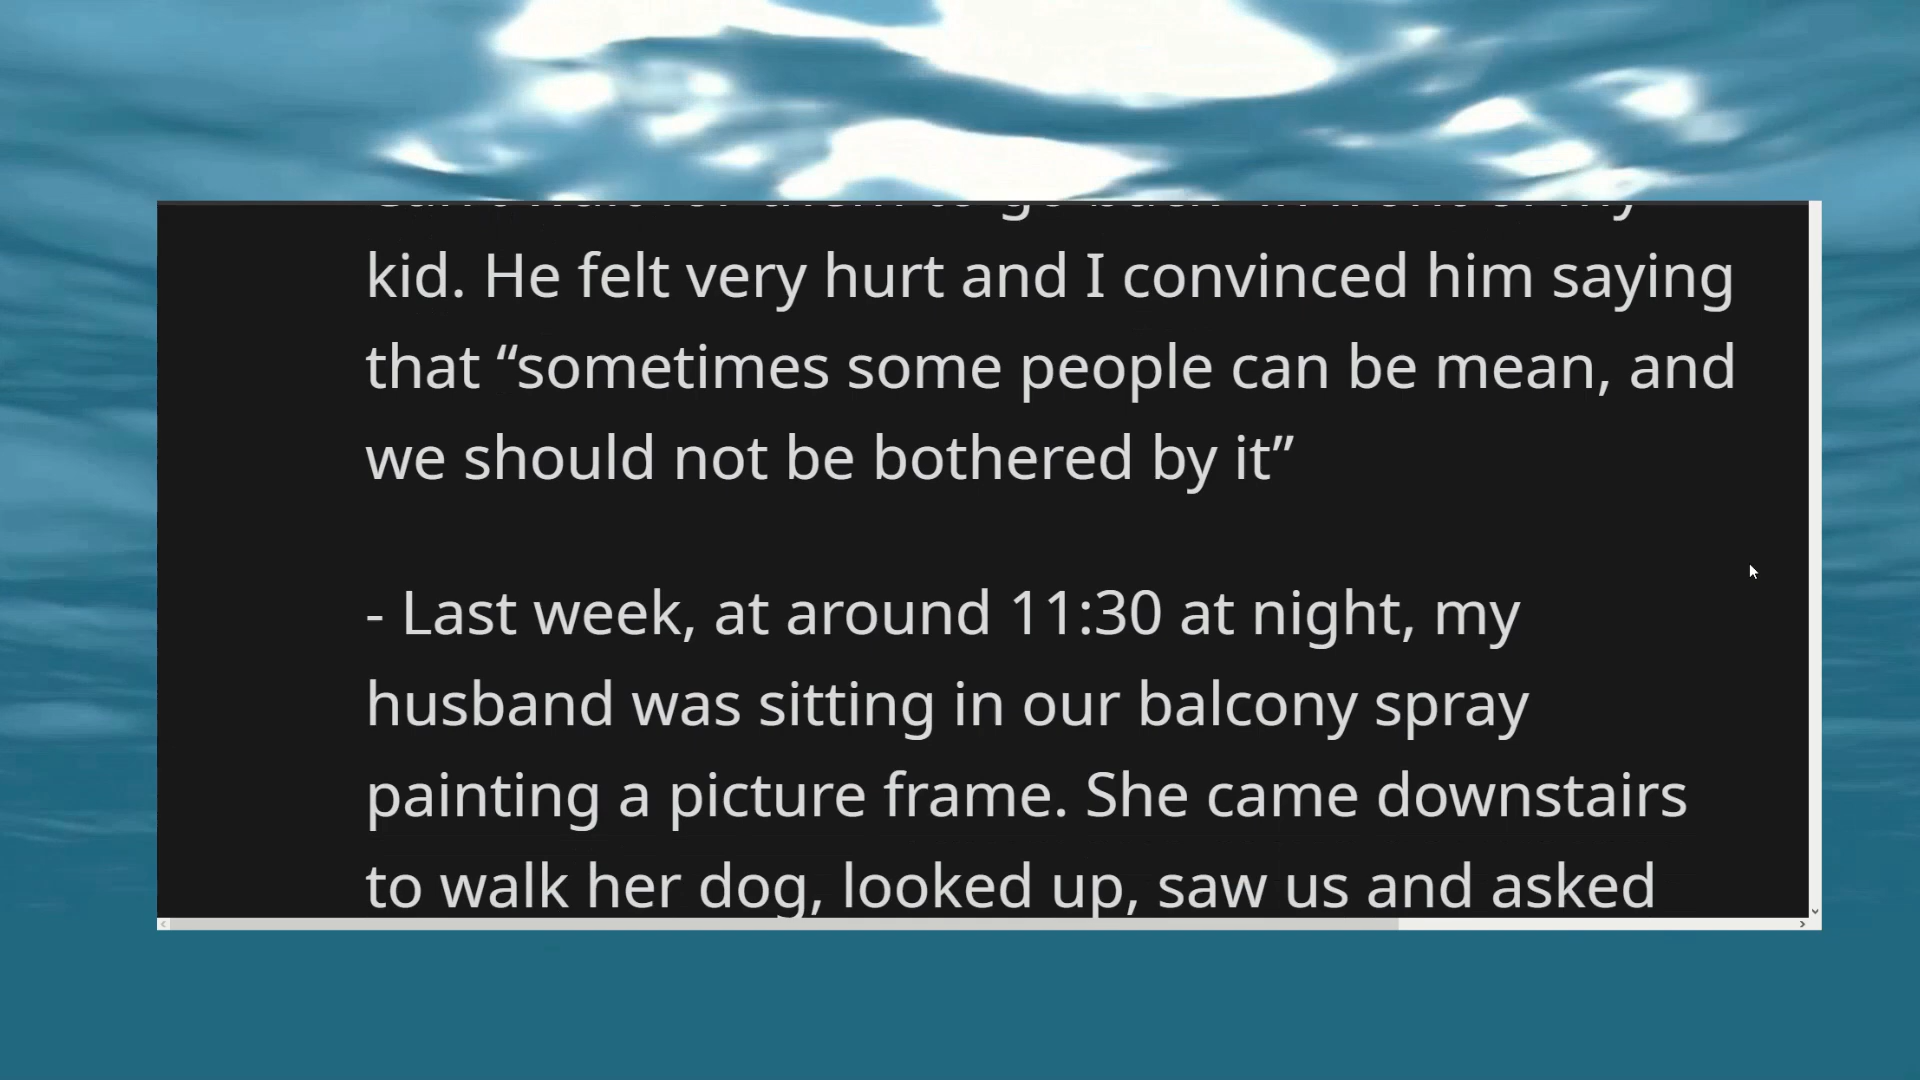 kid. He felt very hurt and I convinced him saying
that “sometimes some people can be mean, and
we should not be bothered by it”
- Last week, at around 11:30 at night, my
husband was sitting in our balcony spray
painting a picture frame. She came downstairs
to walk her dog, looked up, saw us and asked